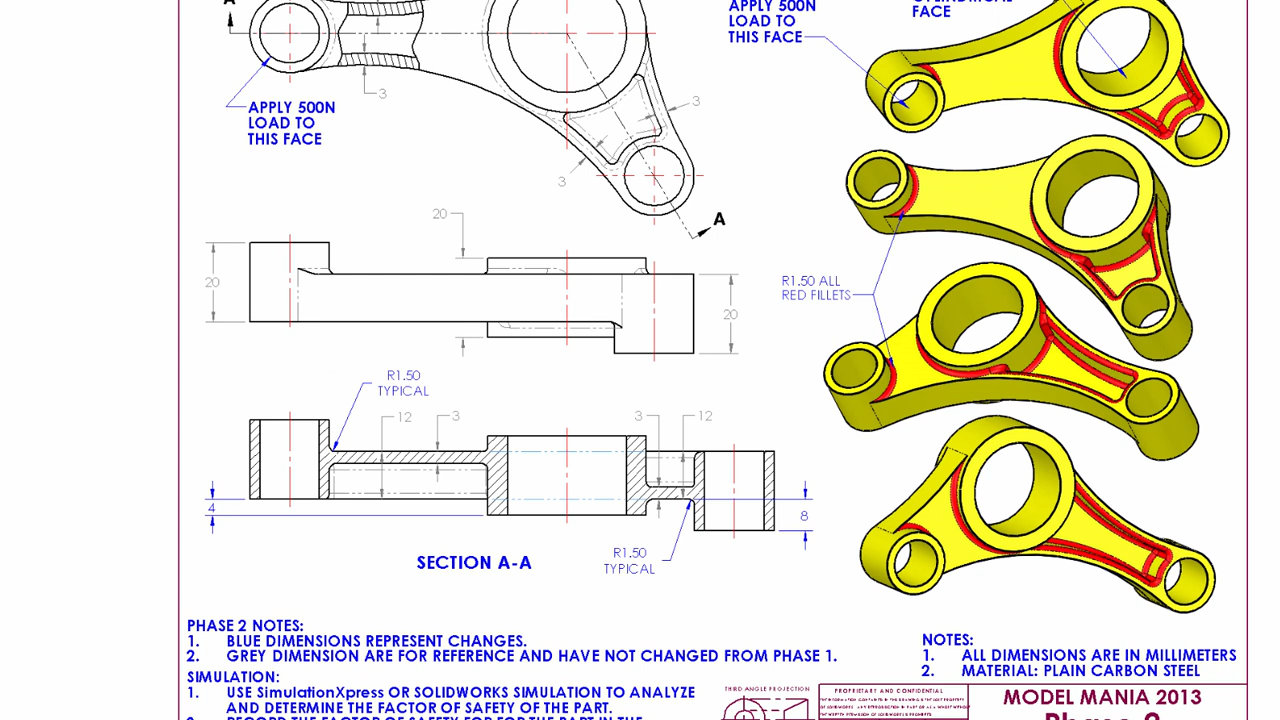 A
APPLY 500N
LOAD TO
THIS FACE
FACE
APPLY 500N
LOAD TO
THIS FACE
3
3
3
A
20
20
20
R1.50 ALL
RED FILLETS
R1.50
TYPICAL
12
3
3
12
4
8
SECTION A-A
R1.50
TYPICAL
PHASE 2 NOTES:
1. BLUE DIMENSIONS REPRESENT CHANGES.
2. GREY DIMENSION ARE FOR REFERENCE AND HAVE NOT CHANGED FROM PHASE 1.
SIMULATION:
1. USE SimulationXpress OR SOLIDWORKS SIMULATION TO ANALYZE
AND DETERMINE THE FACTOR OF SAFETY OF THE PART.
NOTES:
1. ALL DIMENSIONS ARE IN MILLIMETERS
2. MATERIAL: PLAIN CARBON STEEL
THIRD ANGLE PROJECTION
PROPRIETARY AND CONFIDENTIAL
MODEL MANIA 2013
Phase 2